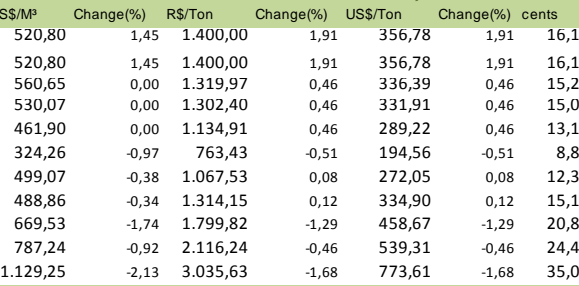 S$/M³ Change(%) R$/Ton Change(%) US$/Ton Change(%) cents
520,80 1,45 1.400,00 1,91 356,78 1,91 16,1
520,80 1,45 1.400,00 1,91 356,78 1,91 16,1
560,65 0,00 1.319,97 0,46 336,39 0,46 15,2
530,07 0,00 1.302,40 0,46 331,91 0,46 15,0
461,90 0,00 1.134,91 0,46 289,22 0,46 13,1
324,26 -0,97 763,43 -0,51 194,56 -0,51 8,8
499,07 -0,38 1.067,53 0,08 272,05 0,08 12,3
488,86 -0,34 1.314,15 0,12 334,90 0,12 15,1
669,53 -1,74 1.799,82 -1,29 458,67 -1,29 20,8
787,24 -0,92 2.116,24 -0,46 539,31 -0,46 24,4
1.129,25 -2,13 3.035,63 -1,68 773,61 -1,68 35,0